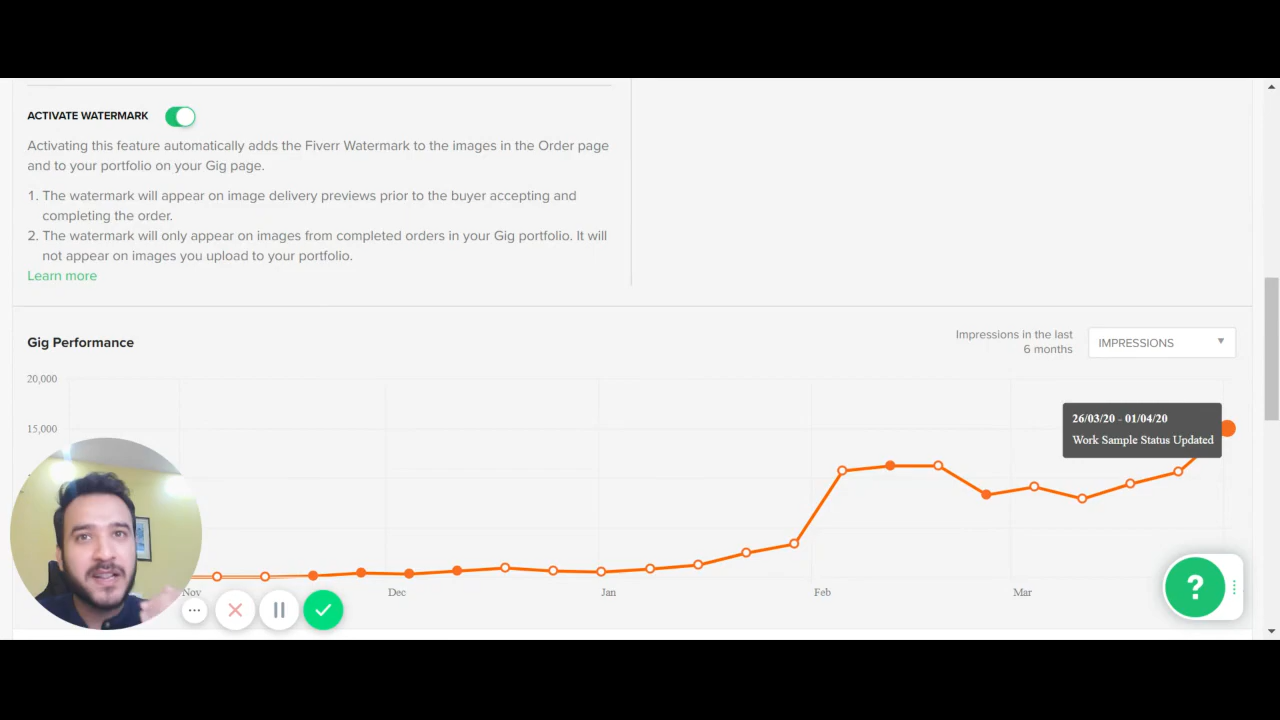 ACTIVATE WATERMARK
Activating this feature automatically adds the Fiverr Watermark to the images in the Order page
and to your portfolio on your Gig page.
1. The watermark will appear on image delivery previews prior to the buyer accepting and
completing the order.
2. The watermark will only appear on images from completed orders in your Gig portfolio. It will
not appear on images you upload to your portfolio.
Learn more
Gig Performance
Impressions in the last
6 months
IMPRESSIONS
20,000
15,000
26/03/20 - 01/04/20
Work Sample Status Updated
Nov
Dec
Jan
Feb
Mar
?